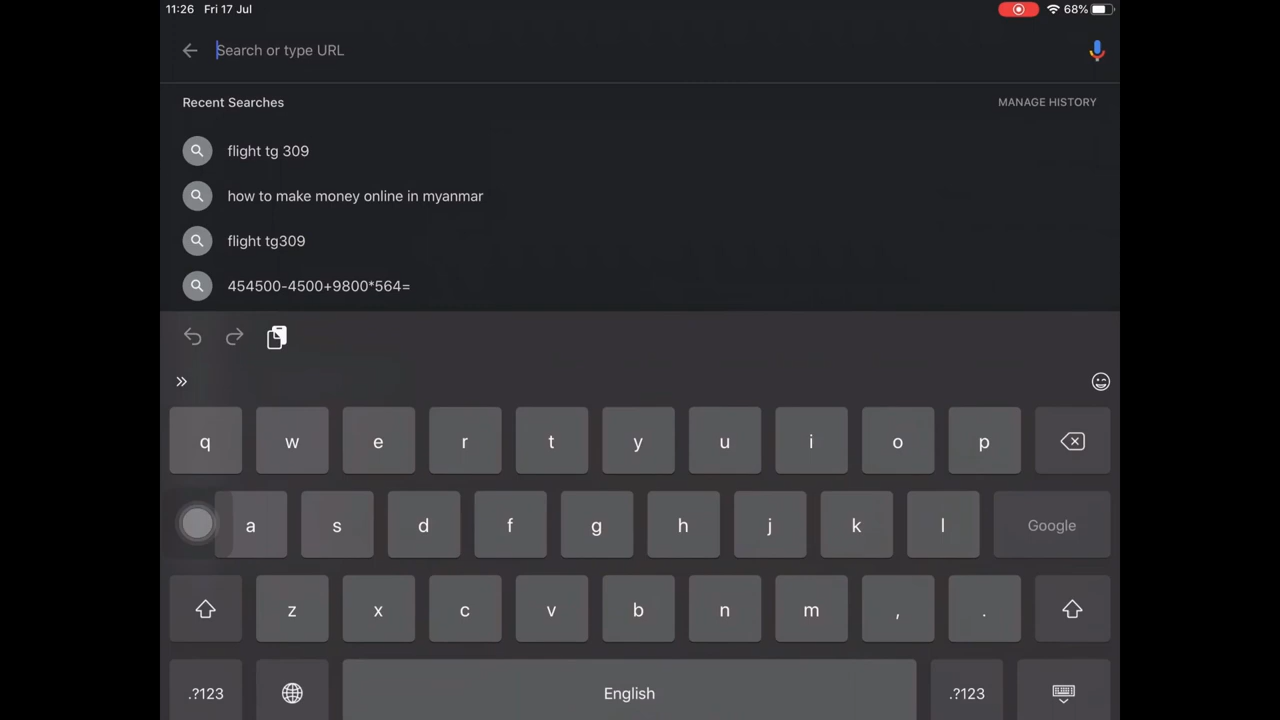 11:26 Fri 17 Jul 68%
Search or type URL
Recent Searches MANAGE HISTORY
flight tg 309
how to make money online in myanmar
flight tg309
454500-4500+9800*564=
q w e r t y u i o p
a s d f g h j k l Google
z x c v b n m , .
.?123 English .?123